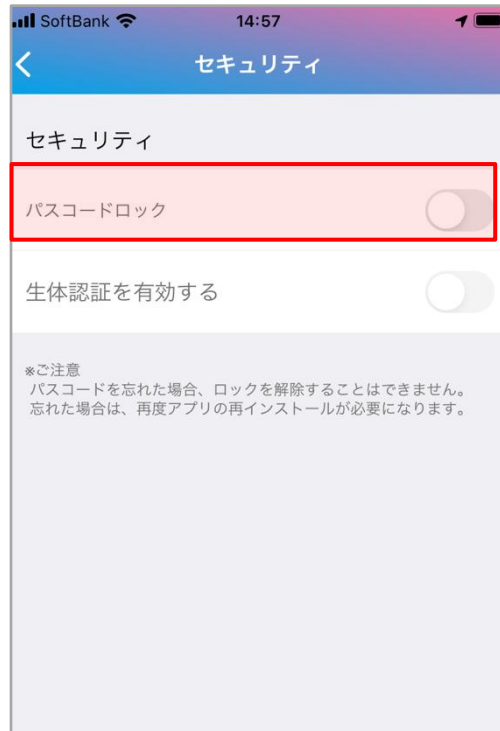 SoftBank 14:57
セキュリティ
セキュリティ
パスコードロック
生体認証を有効する
※ご注意
パスコードを忘れた場合、ロックを解除することはできません。
忘れた場合は、再度アプリの再インストールが必要になります。